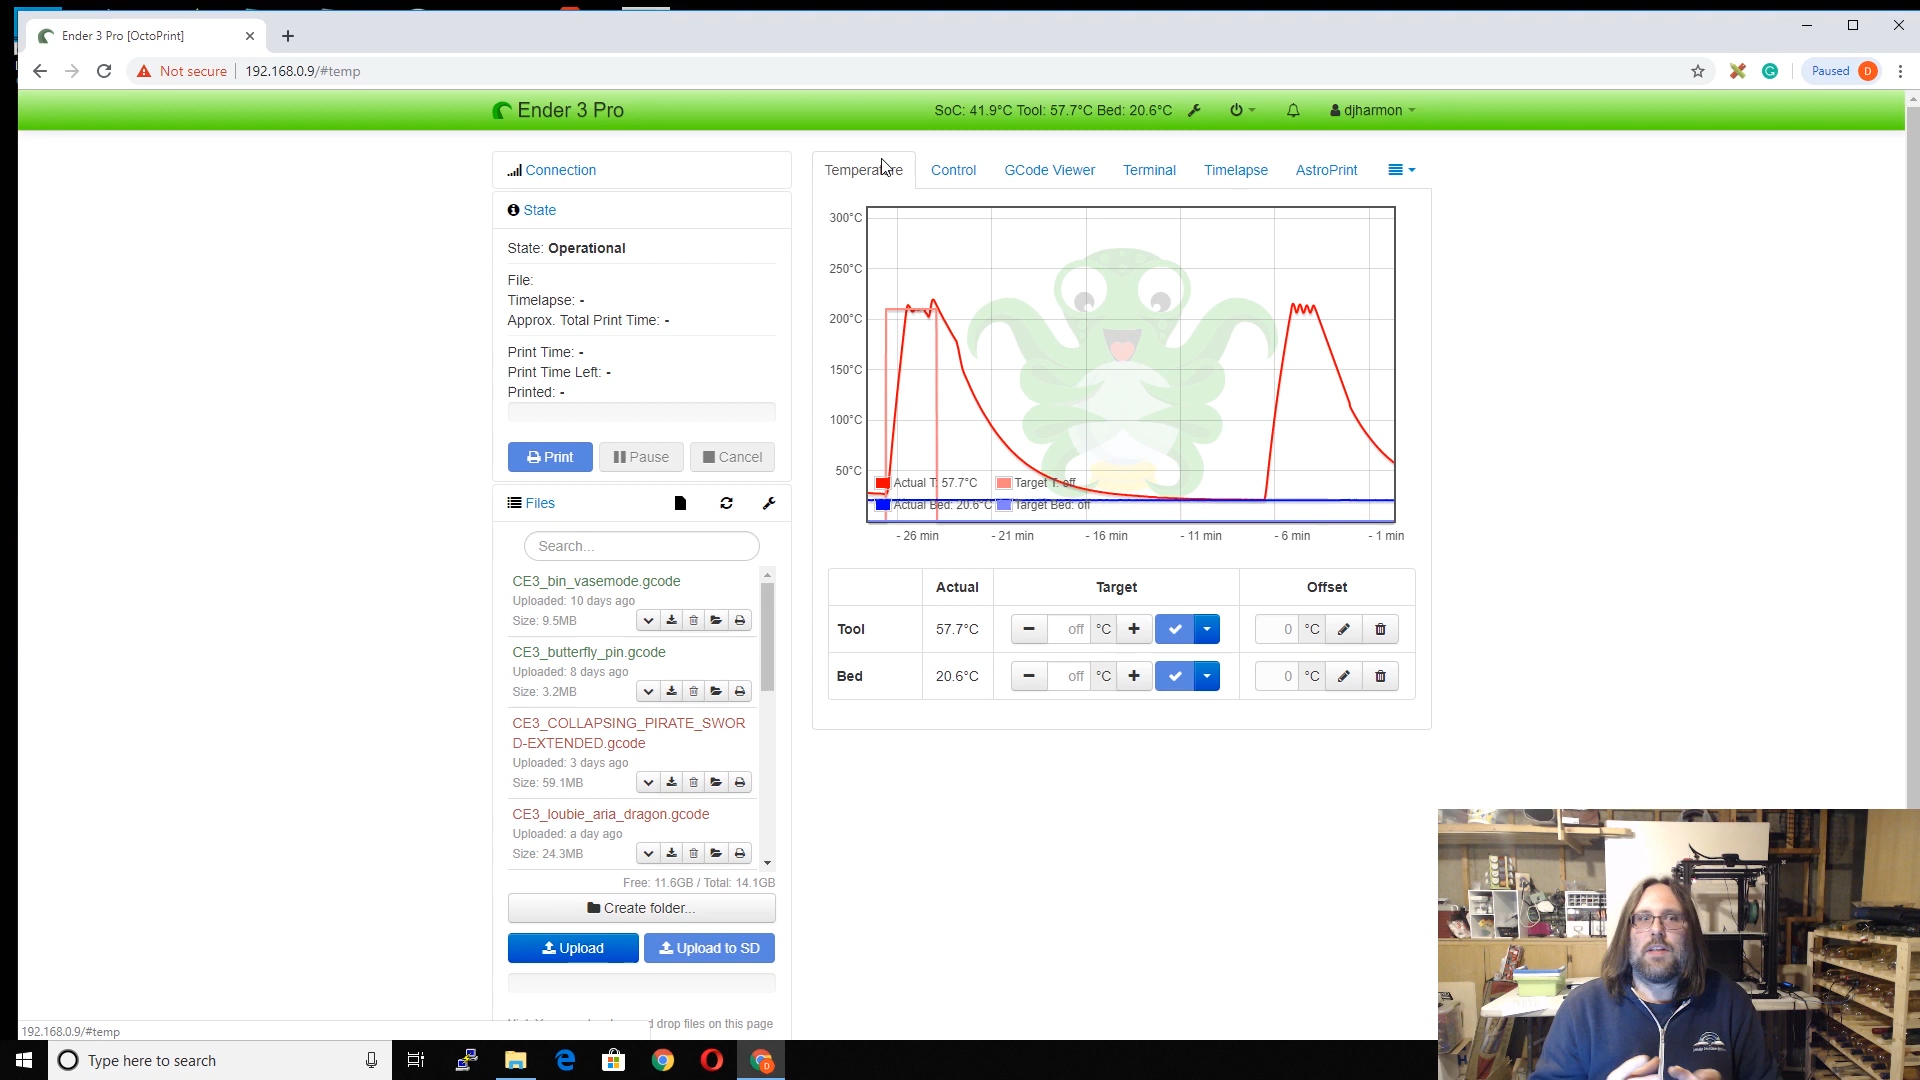 Ender 3 Pro [OctoPrint]
Not secure 192.168.0.9/#temp
Paused D
Ender 3 Pro
SoC: 41.9°C Tool: 57.7°C Bed: 20.6°C
djharmon
Connection
State
State: Operational
File:
Timelapse: -
Approx. Total Print Time: -
Print Time: -
Print Time Left: -
Printed: -
Print Pause Cancel
Files
Search...
CE3_bin_vasemode.gcode
Uploaded: 10 days ago
Size: 9.5MB
CE3_butterfly_pin.gcode
Uploaded: 8 days ago
Size: 3.2MB
CE3_COLLAPSING_PIRATE_SWOR
D-EXTENDED.gcode
Uploaded: 3 days ago
Size: 59.1MB
CE3_loubie_aria_dragon.gcode
Uploaded: a day ago
Size: 24.3MB
Free: 11.6GB / Total: 14.1GB
Create folder...
Upload Upload to SD
drop files on this page
Temperature Control GCode Viewer Terminal Timelapse AstroPrint
300°C
250°C
200°C
150°C
100°C
50°C
Actual T: 57.7°C Target T: off
Actual Bed: 20.6°C Target Bed: off
- 26 min - 21 min - 16 min - 11 min - 6 min - 1 min
Actual Target Offset
Tool 57.7°C off °C 0 °C
Bed 20.6°C off °C 0 °C
192.168.0.9/#temp
Type here to search